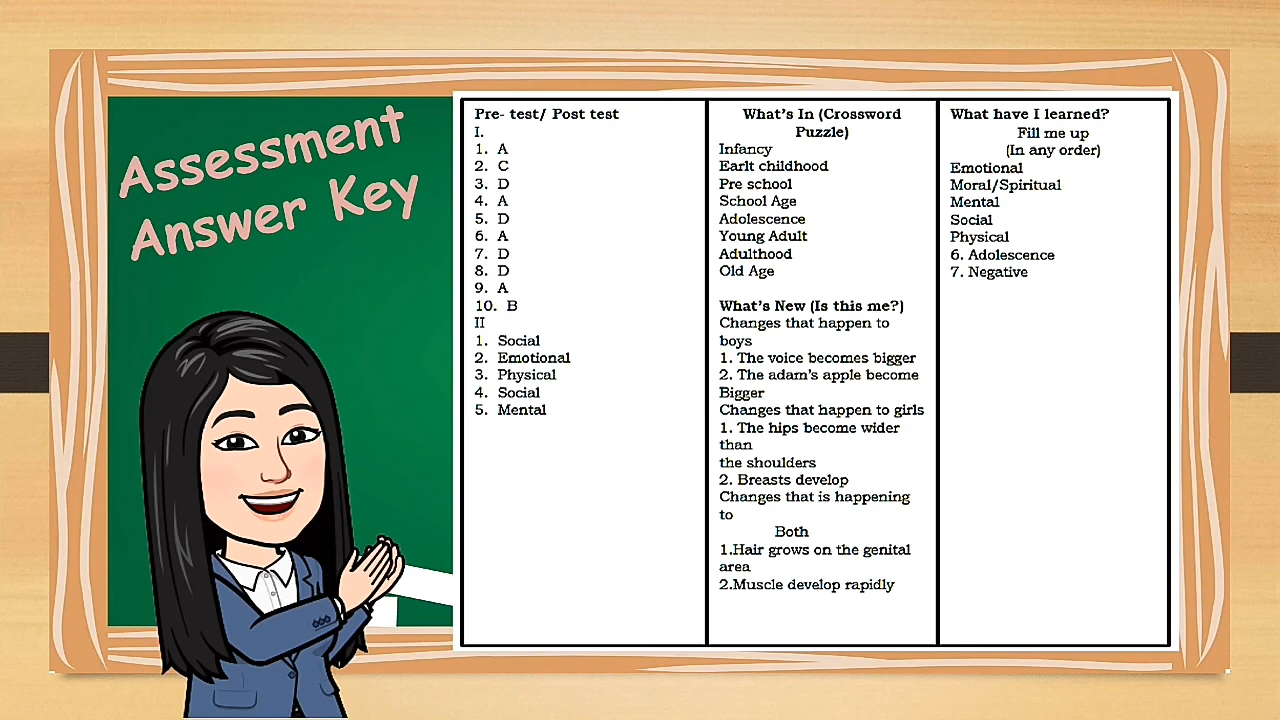 Assessment
Answer Key
Pre- test/ Post test
I.
1. A
2. C
3. D
4. A
5. D
6. A
7. D
8. D
9. A
10. B
II
1. Social
2. Emotional
3. Physical
4. Social
5. Mental
What's In (Crossword
Puzzle)
Infancy
Earlt childhood
Pre school
School Age
Adolescence
Young Adult
Adulthood
Old Age
What's New (Is this me?)
Changes that happen to
boys
1. The voice becomes bigger
2. The adam's apple become
Bigger
Changes that happen to girls
1. The hips become wider
than
the shoulders
2. Breasts develop
Changes that is happening
to
Both
1.Hair grows on the genital
area
2.Muscle develop rapidly
What have I learned?
Fill me up
(In any order)
Emotional
Moral/Spiritual
Mental
Social
Physical
6. Adolescence
7. Negative